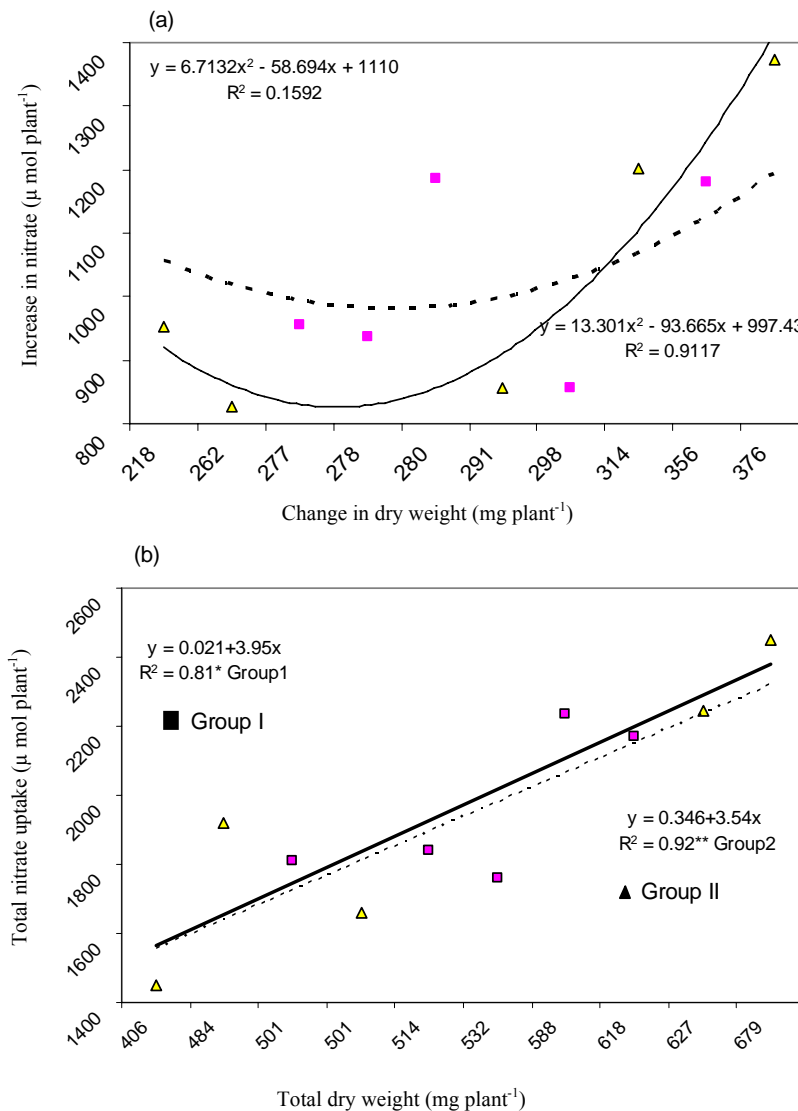 (a)
y = 6.7132x² - 58.694x + 1110
R² = 0.1592
y = 13.301x² - 93.665x + 997.43
R² = 0.9117
Increase in nitrate (µ mol plant⁻¹)
1400
1300
1200
1100
1000
900
800
218 262 277 278 280 291 298 314 356 376
Change in dry weight (mg plant⁻¹)
(b)
y = 0.021+3.95x
R² = 0.81* Group1
Group I
y = 0.346+3.54x
R² = 0.92** Group2
Group II
Total nitrate uptake (µ mol plant⁻¹)
2600
2400
2200
2000
1800
1600
1400
406 484 501 501 514 532 588 618 627 679
Total dry weight (mg plant⁻¹)